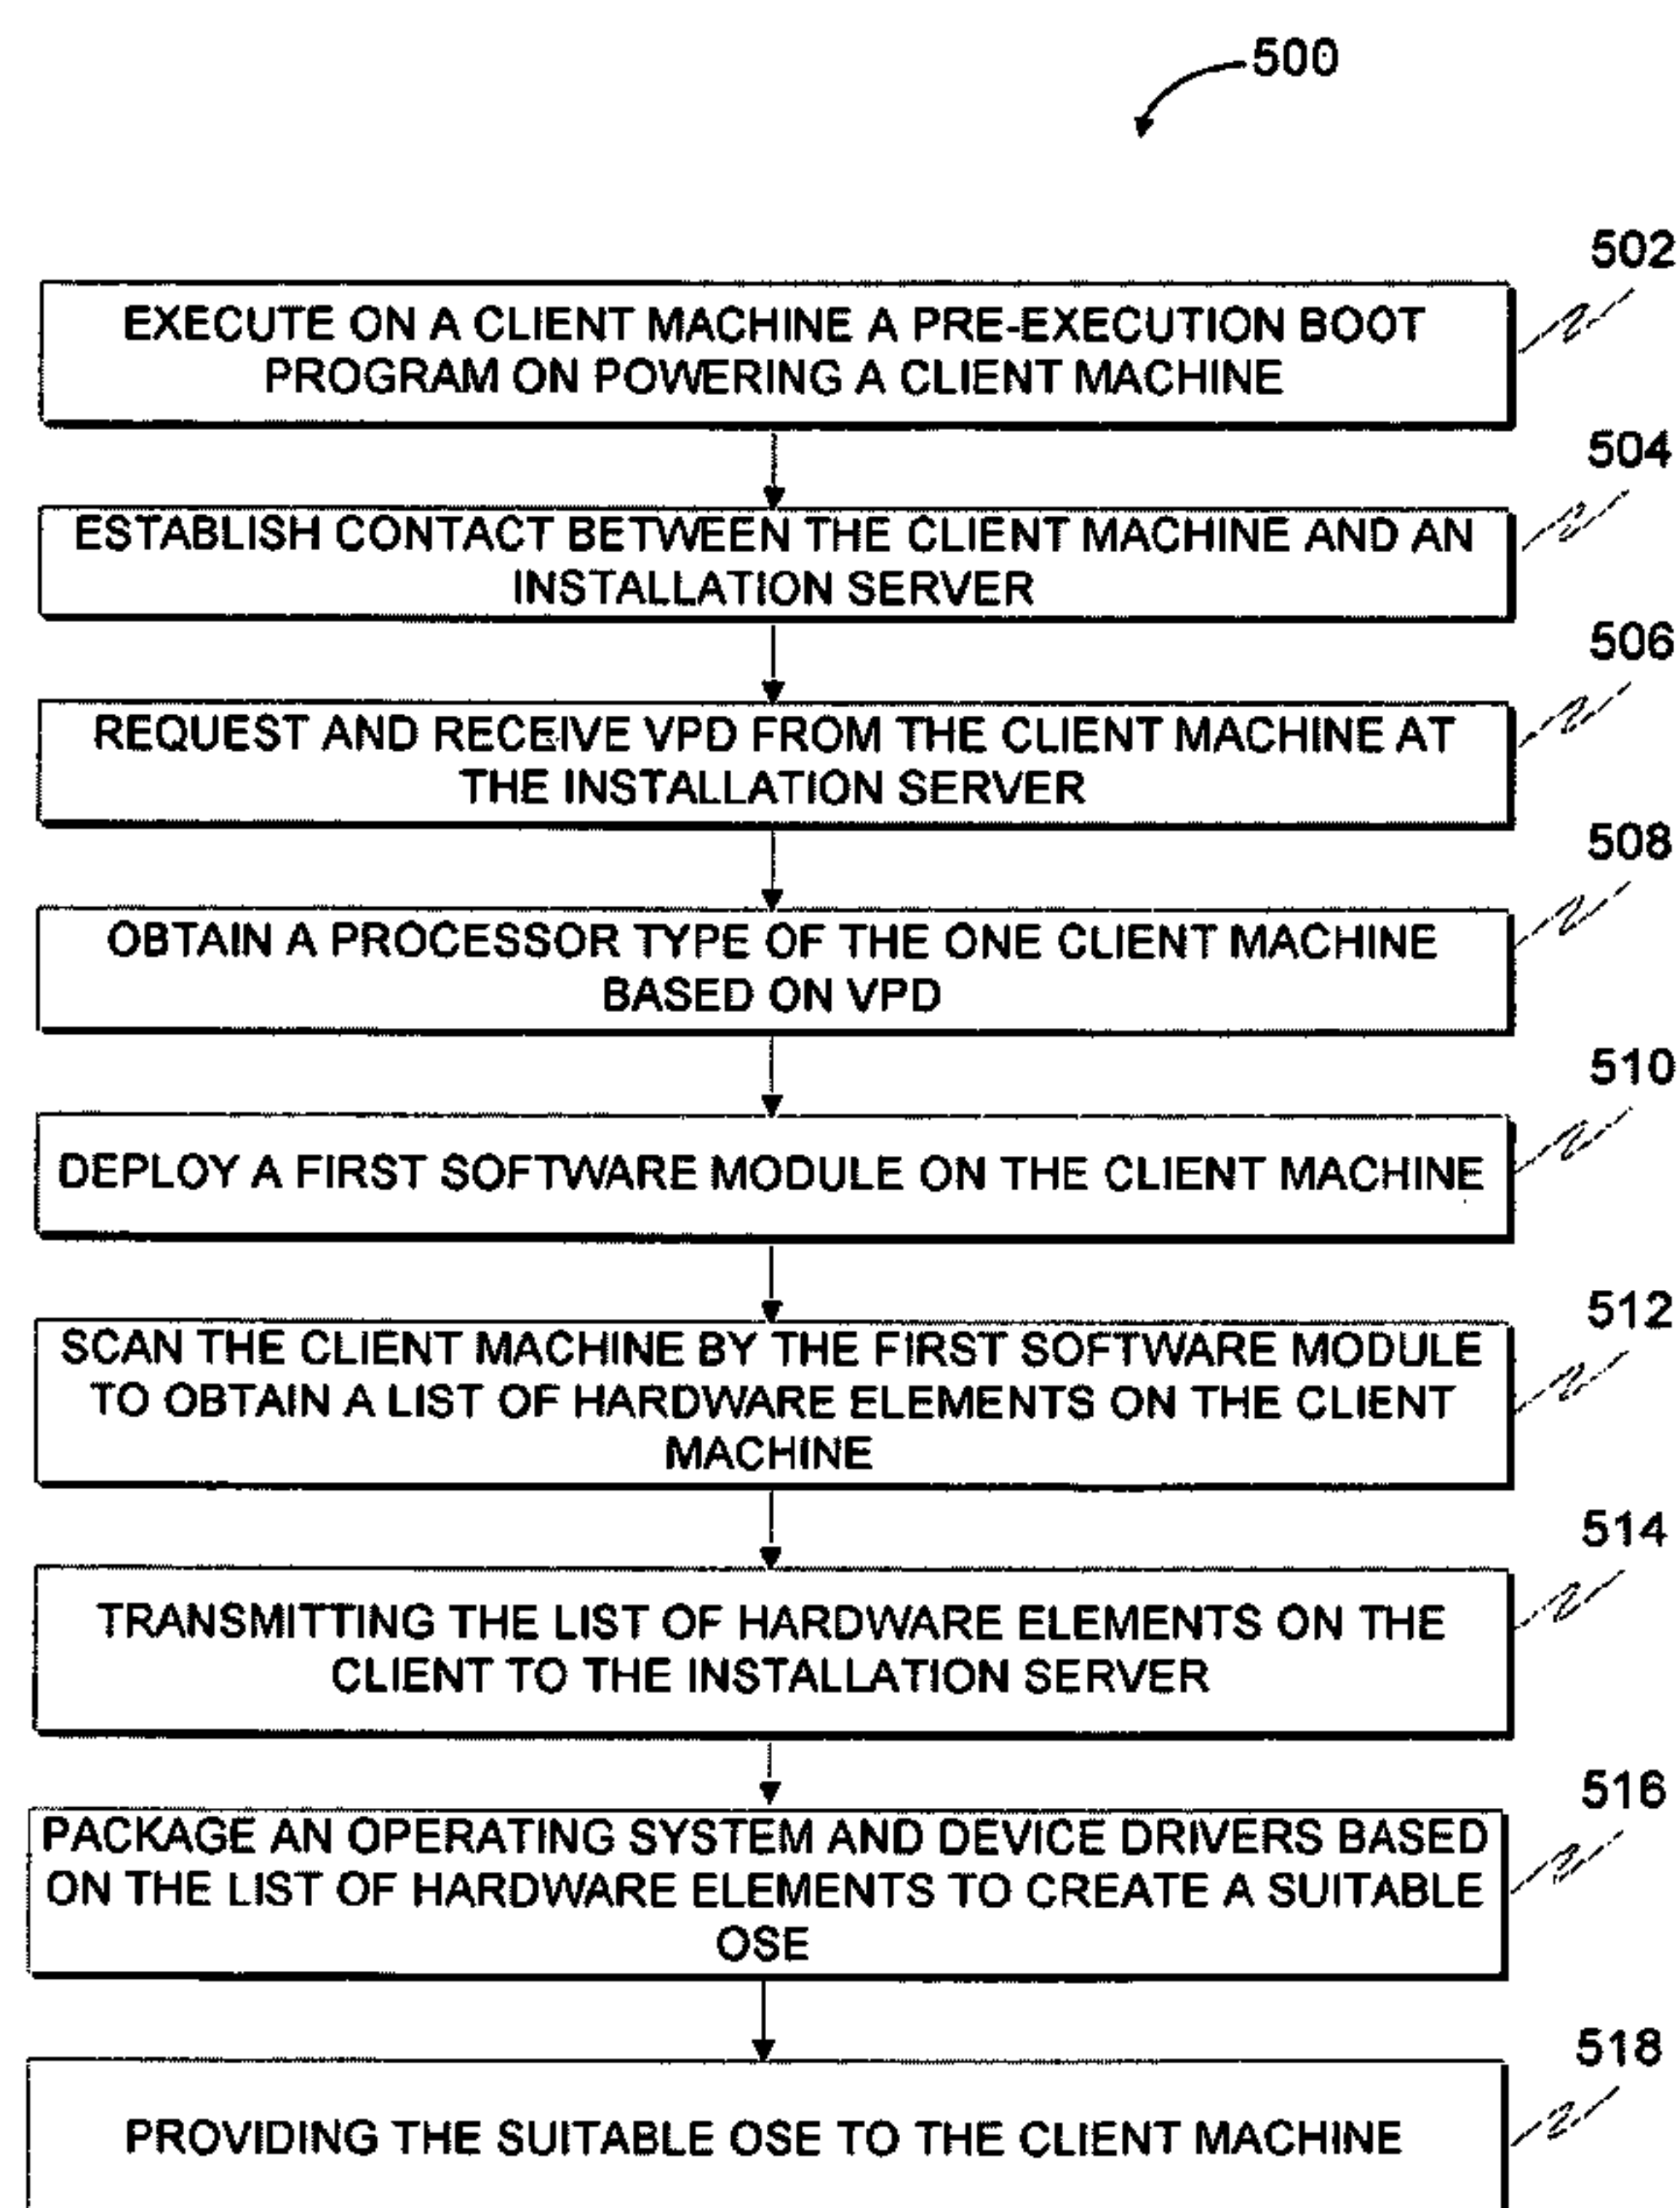 500
502
EXECUTE ON A CLIENT MACHINE A PRE-EXECUTION BOOT
PROGRAM ON POWERING A CLIENT MACHINE
504
ESTABLISH CONTACT BETWEEN THE CLIENT MACHINE AND AN
INSTALLATION SERVER
506
REQUEST AND RECEIVE VPD FROM THE CLIENT MACHINE AT
THE INSTALLATION SERVER
508
OBTAIN A PROCESSOR TYPE OF THE ONE CLIENT MACHINE
BASED ON VPD
510
DEPLOY A FIRST SOFTWARE MODULE ON THE CLIENT MACHINE
512
SCAN THE CLIENT MACHINE BY THE FIRST SOFTWARE MODULE
TO OBTAIN A LIST OF HARDWARE ELEMENTS ON THE CLIENT
MACHINE
514
TRANSMITTING THE LIST OF HARDWARE ELEMENTS ON THE
CLIENT TO THE INSTALLATION SERVER
516
PACKAGE AN OPERATING SYSTEM AND DEVICE DRIVERS BASED
ON THE LIST OF HARDWARE ELEMENTS TO CREATE A SUITABLE
OSE
518
PROVIDING THE SUITABLE OSE TO THE CLIENT MACHINE